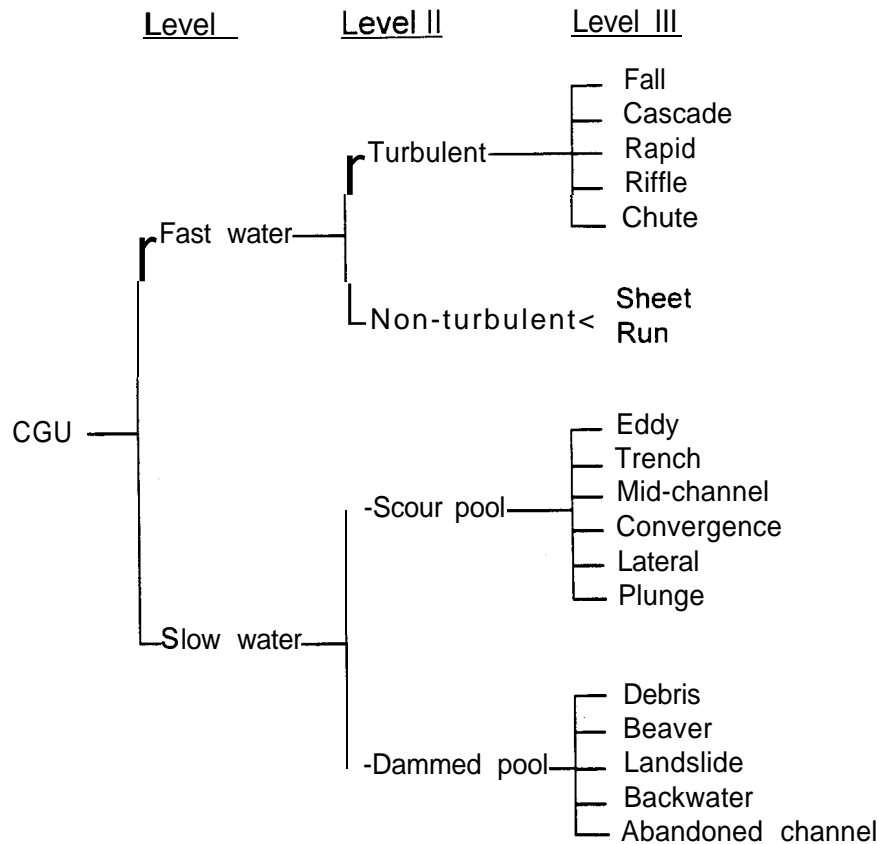 Level Level II Level III
Fall
Cascade
Turbulent Rapid
Riffle
Fast water Chute
Non-turbulent< Sheet
Run
CGU Eddy
Trench
Mid-channel
-Scour pool
Convergence
Lateral
Plunge
Slow water
Debris
Beaver
-Dammed pool Landslide
Backwater
Abandoned channel